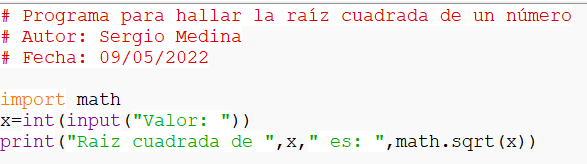 # Programa para hallar la raíz cuadrada de un número
# Autor: Sergio Medina
# Fecha: 09/05/2022
import math
x=int(input("Valor: "))
print("Raiz cuadrada de ",x," es: ",math.sqrt(x))